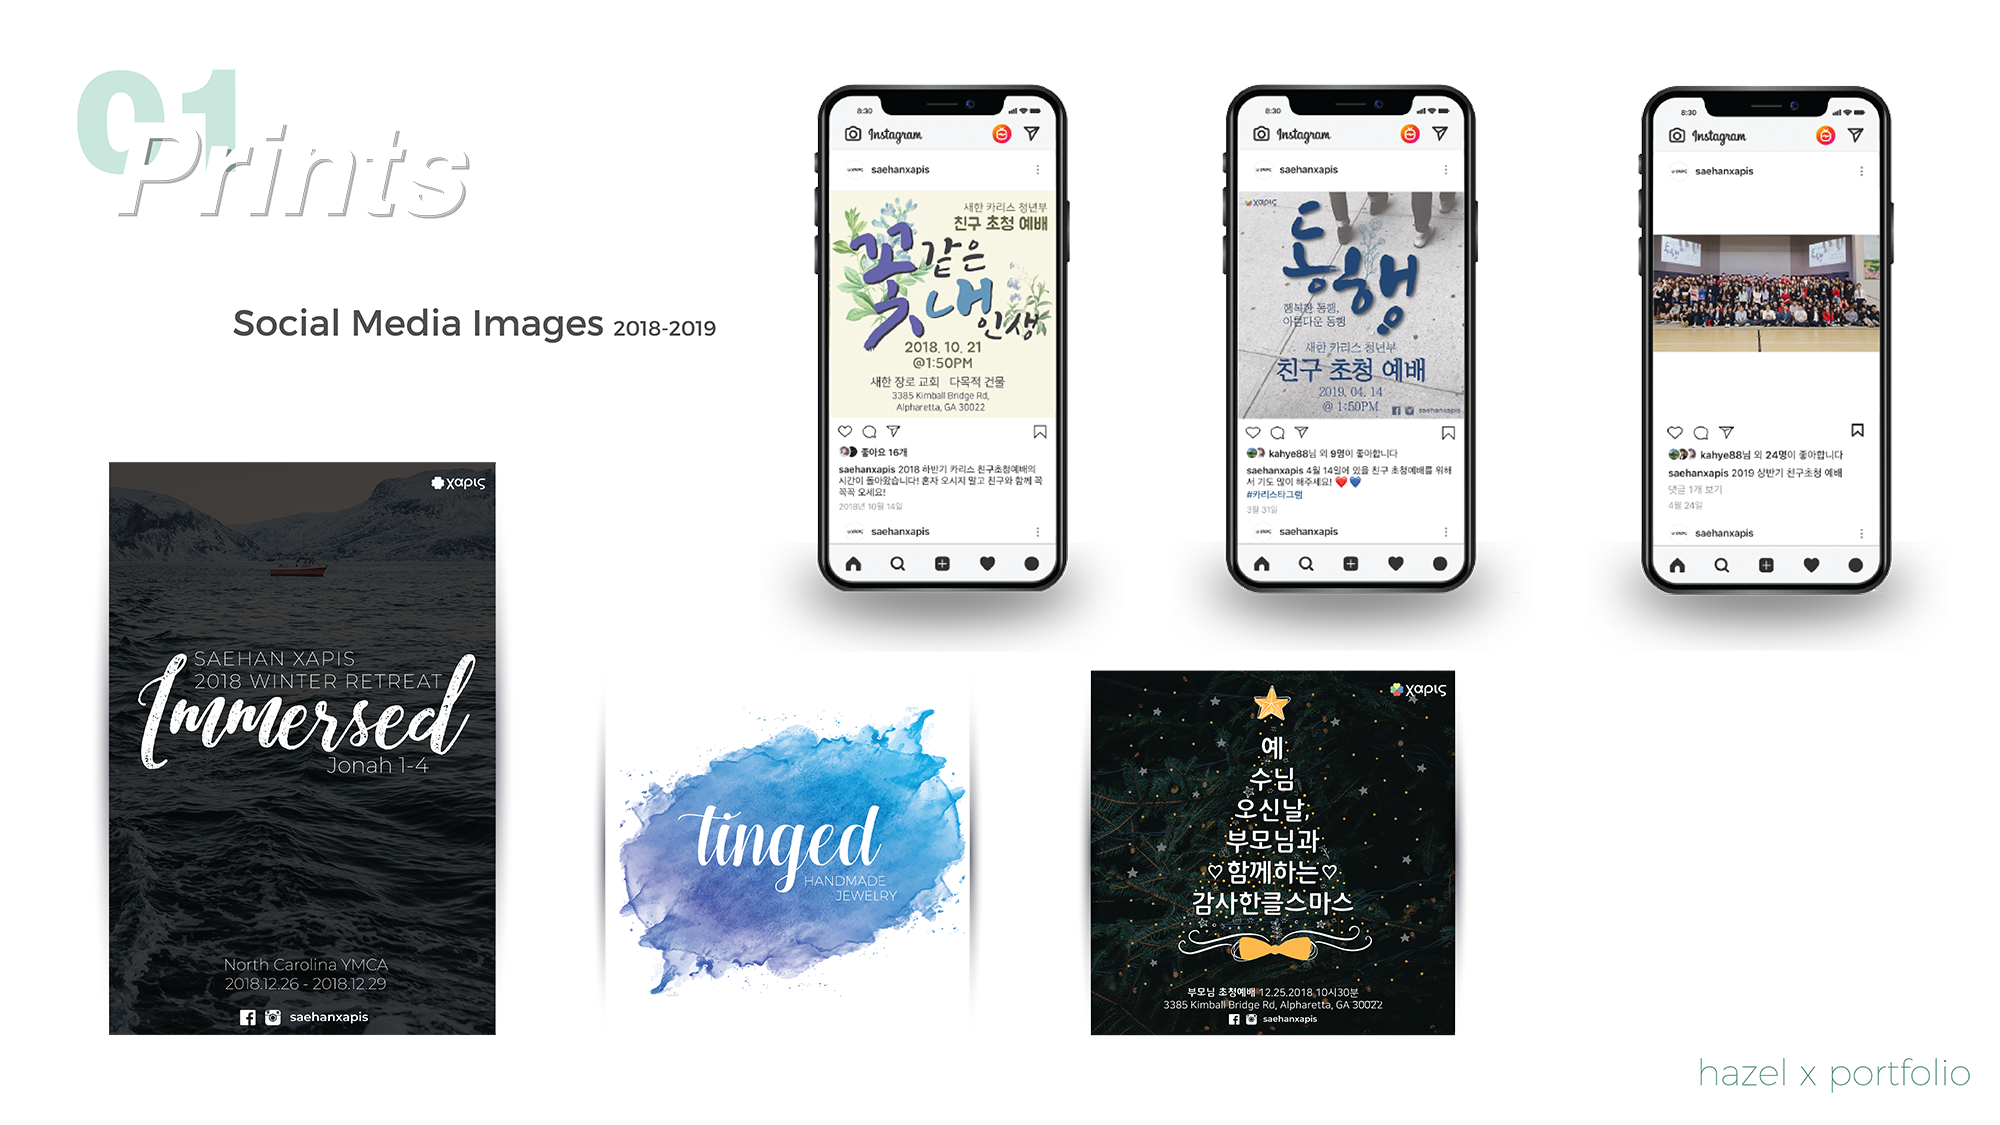 01
Prints
Social Media Images 2018-2019
8:30
Instagram
saehanxapis
새한 카리스 청년부
친구 초청 예배
꽃같은
내
인생
2018. 10. 21
@1:50PM
새한 장로 교회 다목적 건물
3385 Kimball Bridge Rd,
Alpharetta, GA 30022
좋아요 16개
saehanxapis 2018 하반기 카리스 친구초청예배의
시간이 돌아왔습니다! 혼자 오시지 말고 친구와 함께 꼭
꼭꼭 오세요!
2018년 10월 14일
saehanxapis
8:30
Instagram
saehanxapis
χαρις
동행
행복한 동행,
아름다운 동행
새한 카리스 청년부
친구 초청 예배
2019. 04. 14
@ 1:50PM
saehanxapis
kahye88님 외 9명이 좋아합니다
saehanxapis 4월 14일에 있을 친구 초청예배를 위해
서 기도 많이 해주세요! ❤️ 💙
#카리스타그램
3월 31일
saehanxapis
8:30
Instagram
saehanxapis
kahye88님 외 24명이 좋아합니다
saehanxapis 2019 상반기 친구초청 예배
댓글 1개 보기
4월 24일
saehanxapis
χαρις
SAEHAN XAPIS
2018 WINTER RETREAT
Immersed
Jonah 1-4
North Carolina YMCA
2018.12.26 - 2018.12.29
saehanxapis
tinged
HANDMADE
JEWELRY
χαρις
예
수님
오신날,
부모님과
♡함께하는♡
감사한클스마스
부모님 초청예배 12.25.2018 10시30분
3385 Kimball Bridge Rd, Alpharetta, GA 30022
saehanxapis
hazel x portfolio